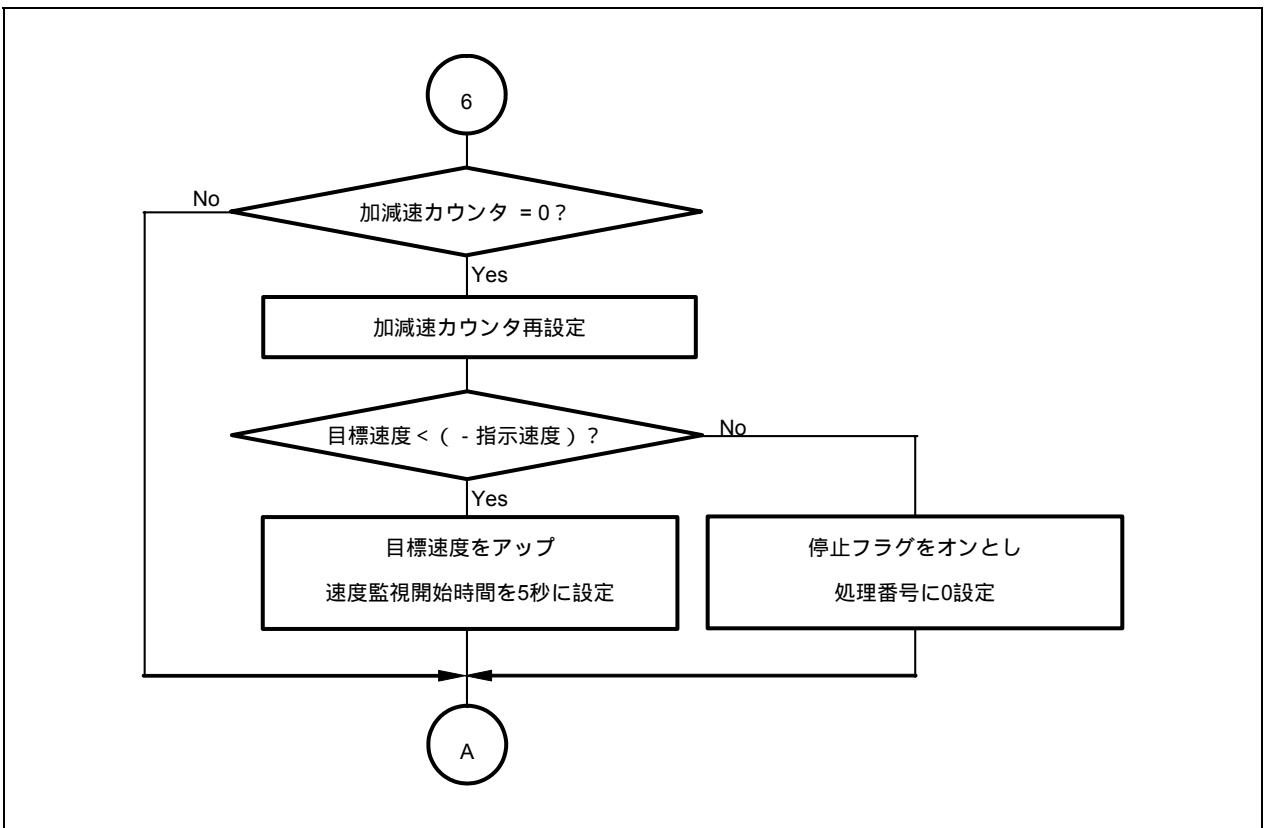 6
No
加減速カウンタ = 0？
Yes
加減速カウンタ再設定
目標速度 < （ - 指示速度 ）？
No
Yes
目標速度をアップ
速度監視開始時間を5秒に設定
停止フラグをオンとし
処理番号に0設定
A